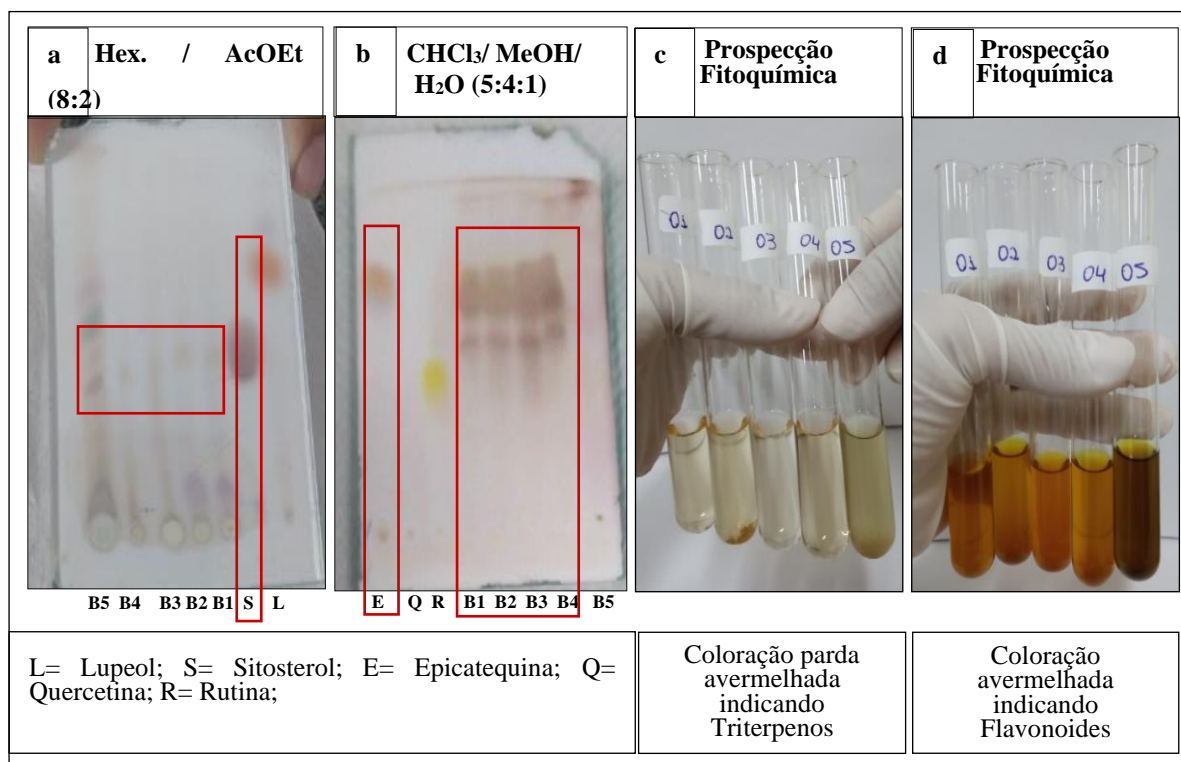 a Hex. / AcOEt
(8:2)
b CHCl₃/ MeOH/
H₂O (5:4:1)
c Prospecção
Fitoquímica
d Prospecção
Fitoquímica
01 02 03 04 05
01 02 03 04 05
B5 B4 B3 B2 B1 S L
E Q R B1 B2 B3 B4 B5
L= Lupeol; S= Sitosterol; E= Epicatequina; Q=
Quercetina; R= Rutina;
Coloração parda
avermelhada
indicando
Triterpenos
Coloração
avermelhada
indicando
Flavonoides